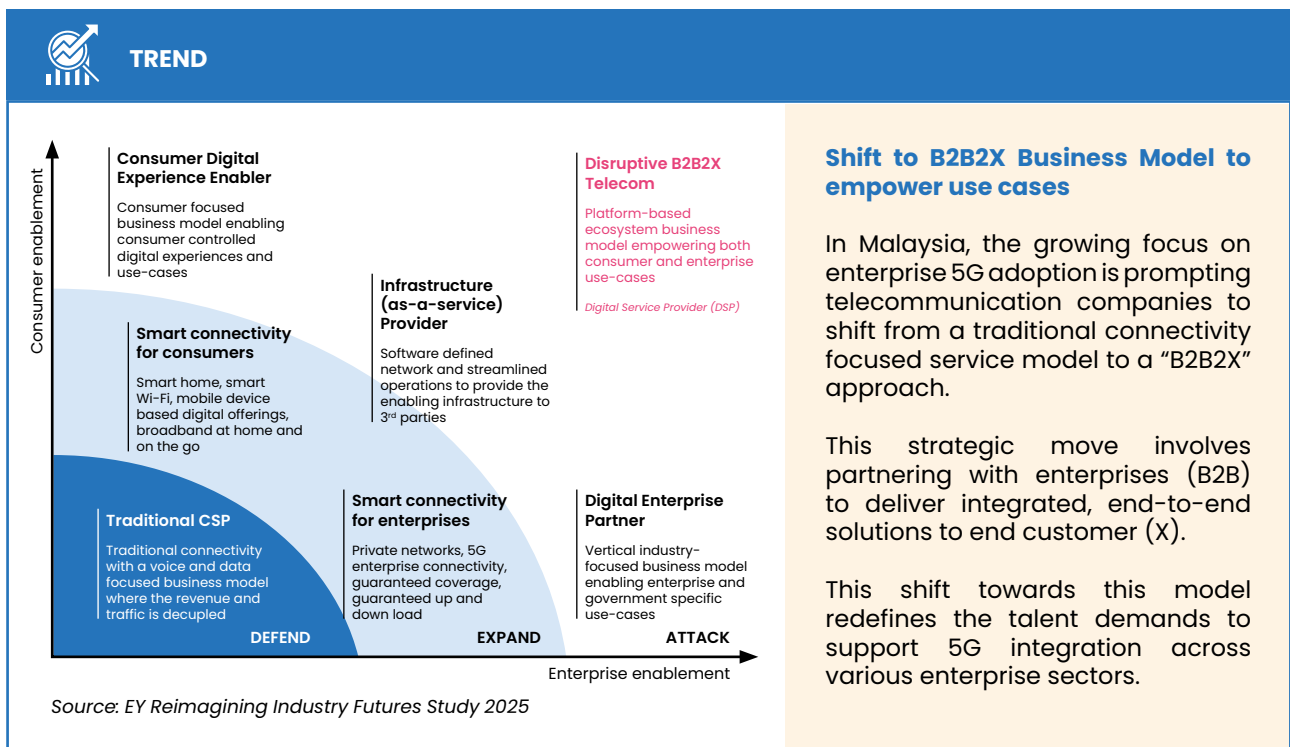 TREND
Consumer enablement
Consumer Digital
Experience Enabler
Consumer focused
business model enabling
consumer controlled
digital experiences and
use-cases
Disruptive B2B2X
Telecom
Platform-based
ecosystem business
model empowering both
consumer and enterprise
use-cases
Digital Service Provider (DSP)
Infrastructure
(as-a-service)
Provider
Software defined
network and streamlined
operations to provide the
enabling infrastructure to
3rd parties
Smart connectivity
for consumers
Smart home, smart
Wi-Fi, mobile device
based digital offerings,
broadband at home and
on the go
Traditional CSP
Traditional connectivity
with a voice and data
focused business model
where the revenue and
traffic is decupled
DEFEND
Smart connectivity
for enterprises
Private networks, 5G
enterprise connectivity,
guaranteed coverage,
guaranteed up and
down load
EXPAND
Digital Enterprise
Partner
Vertical industry-
focused business model
enabling enterprise and
government specific
use-cases
ATTACK
Enterprise enablement
Source: EY Reimagining Industry Futures Study 2025
Shift to B2B2X Business Model to
empower use cases
In Malaysia, the growing focus on
enterprise 5G adoption is prompting
telecommunication companies to
shift from a traditional connectivity
focused service model to a “B2B2X”
approach.
This strategic move involves
partnering with enterprises (B2B)
to deliver integrated, end-to-end
solutions to end customer (X).
This shift towards this model
redefines the talent demands to
support 5G integration across
various enterprise sectors.